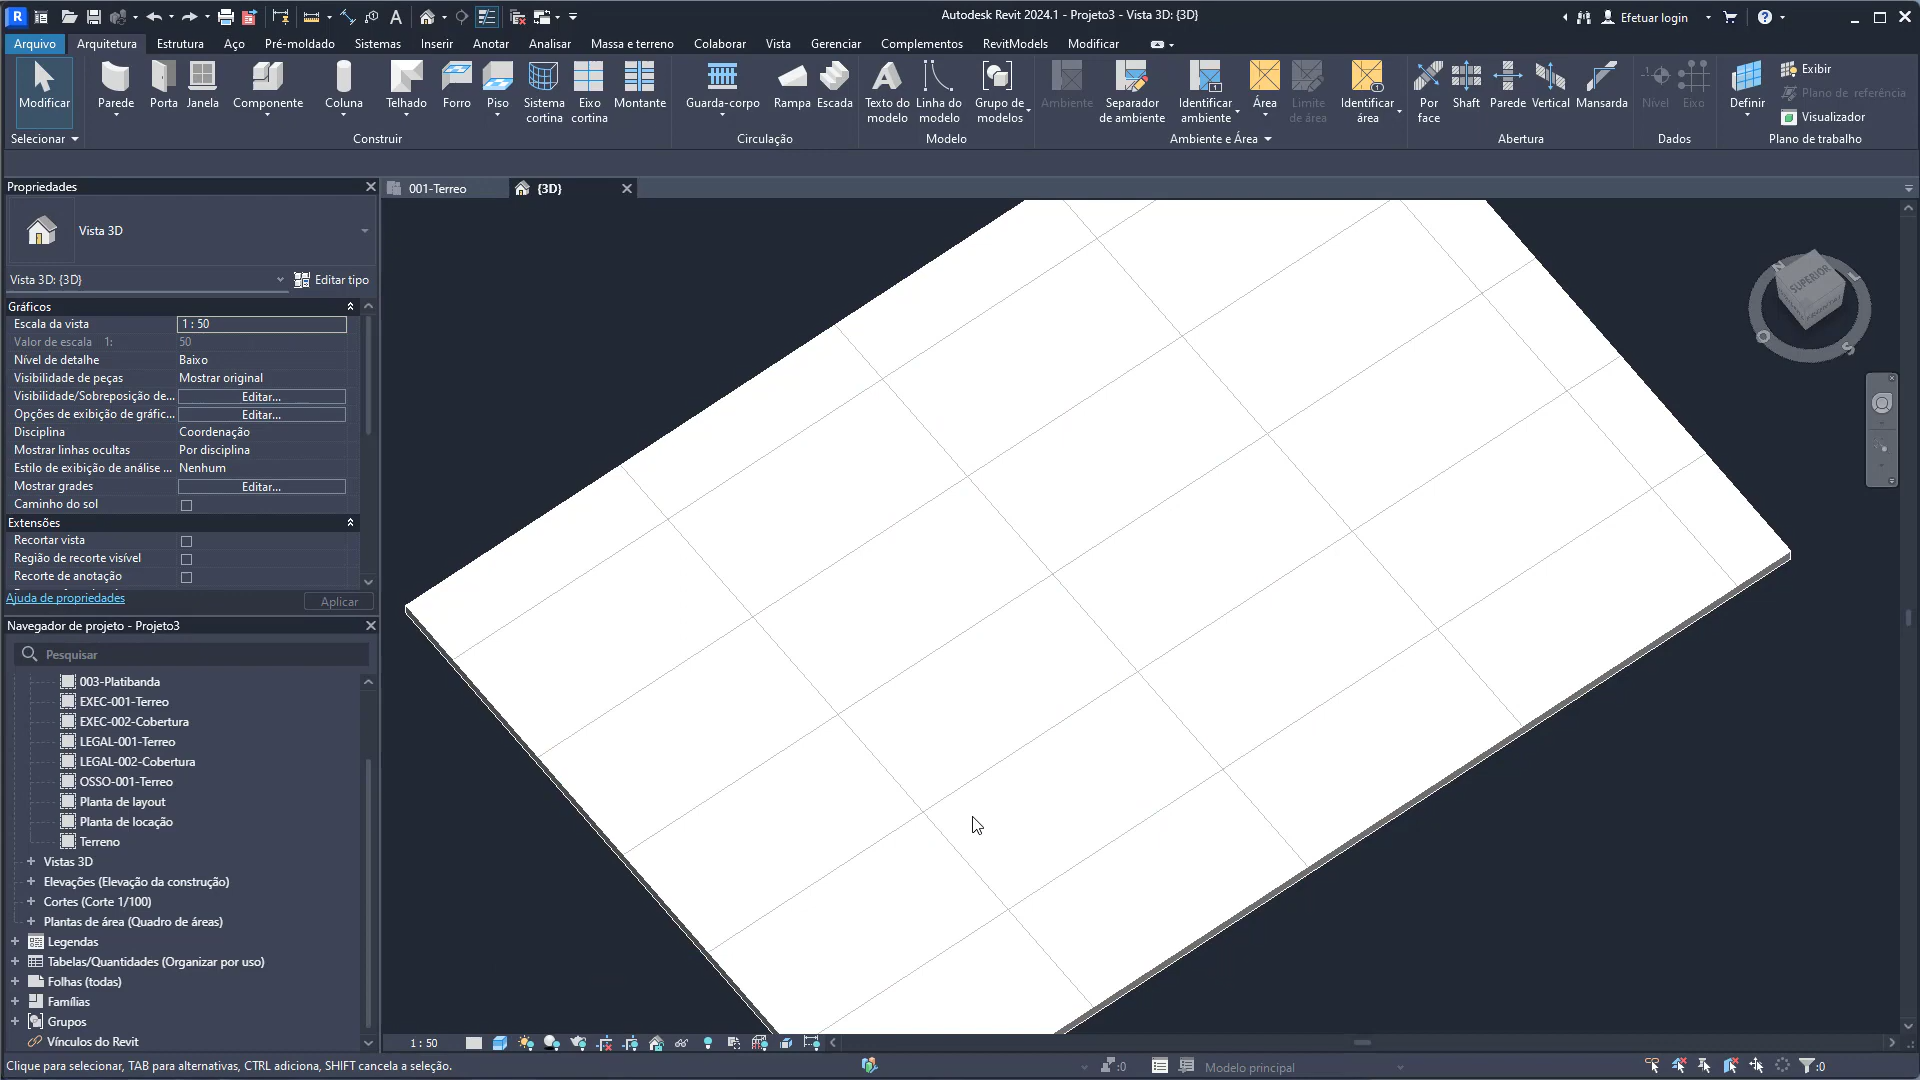 Autodesk Revit 2024.1 - Projeto3 - Vista 3D: {3D}
Efetuar login
Arquivo Arquitetura Estrutura Aço Pré-moldado Sistemas Inserir Anotar Analisar Massa e terreno Colaborar Vista Gerenciar Complementos RevitModels Modificar
Modificar
Parede
Porta
Janela
Componente
Coluna
Telhado
Forro
Piso
Sistema cortina
Eixo cortina
Montante
Guarda-corpo
Rampa
Escada
Texto do modelo
Linha do modelo
Grupo de modelos
Ambiente
Separador de ambiente
Identificar ambiente
Área
Limite de área
Identificar área
Por face
Shaft
Parede
Vertical
Mansarda
Nível
Eixo
Definir
Exibir
Plano de referência
Visualizador
Selecionar
Construir
Circulação
Modelo
Ambiente e Área
Abertura
Dados
Plano de trabalho
Propriedades
001-Terreo
{3D}
Vista 3D
Vista 3D: {3D}
Editar tipo
Gráficos
Escala da vista 1 : 50
Valor de escala 1: 50
Nível de detalhe Baixo
Visibilidade de peças Mostrar original
Visibilidade/Sobreposição de... Editar...
Opções de exibição de gráfic... Editar...
Disciplina Coordenação
Mostrar linhas ocultas Por disciplina
Estilo de exibição de análise ... Nenhum
Mostrar grades Editar...
Caminho do sol
Extensões
Recortar vista
Região de recorte visível
Recorte de anotação
Ajuda de propriedades
Aplicar
Navegador de projeto - Projeto3
Pesquisar
003-Platibanda
EXEC-001-Terreo
EXEC-002-Cobertura
LEGAL-001-Terreo
LEGAL-002-Cobertura
OSSO-001-Terreo
Planta de layout
Planta de locação
Terreno
Vistas 3D
Elevações (Elevação da construção)
Cortes (Corte 1/100)
Plantas de área (Quadro de áreas)
Legendas
Tabelas/Quantidades (Organizar por uso)
Folhas (todas)
Famílias
Grupos
Vínculos do Revit
N
L
O
S
SUPERIOR
1 : 50
Clique para selecionar, TAB para alternativas, CTRL adiciona, SHIFT cancela a seleção.
:0
Modelo principal
:0